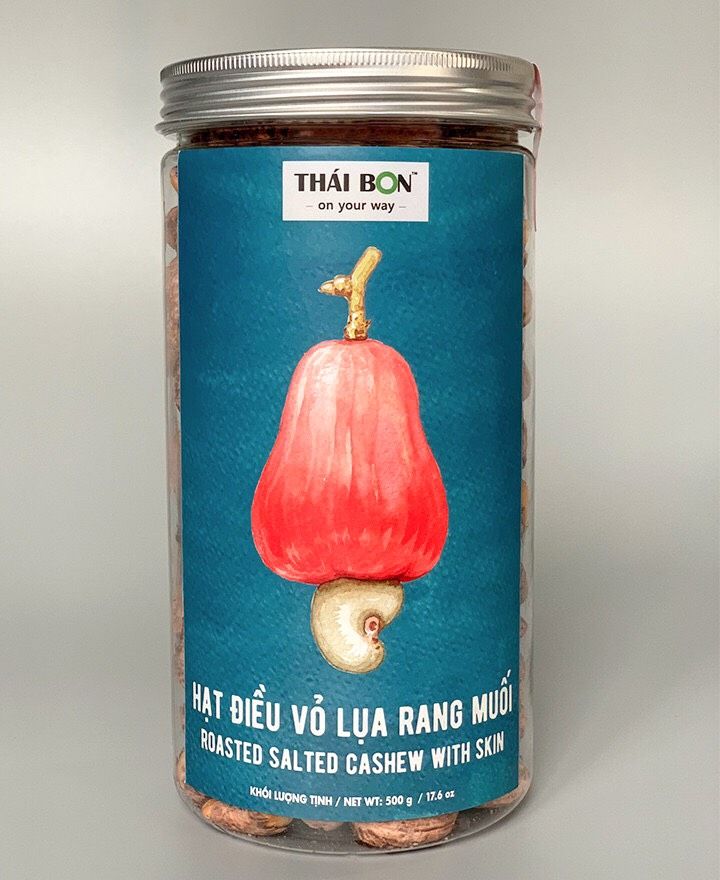 THÁI BON™
– on your way –
HẠT ĐIỀU VỎ LỤA RANG MUỐI
ROASTED SALTED CASHEW WITH SKIN
KHỐI LƯỢNG TỊNH / NET WT: 500 g / 17.6 oz